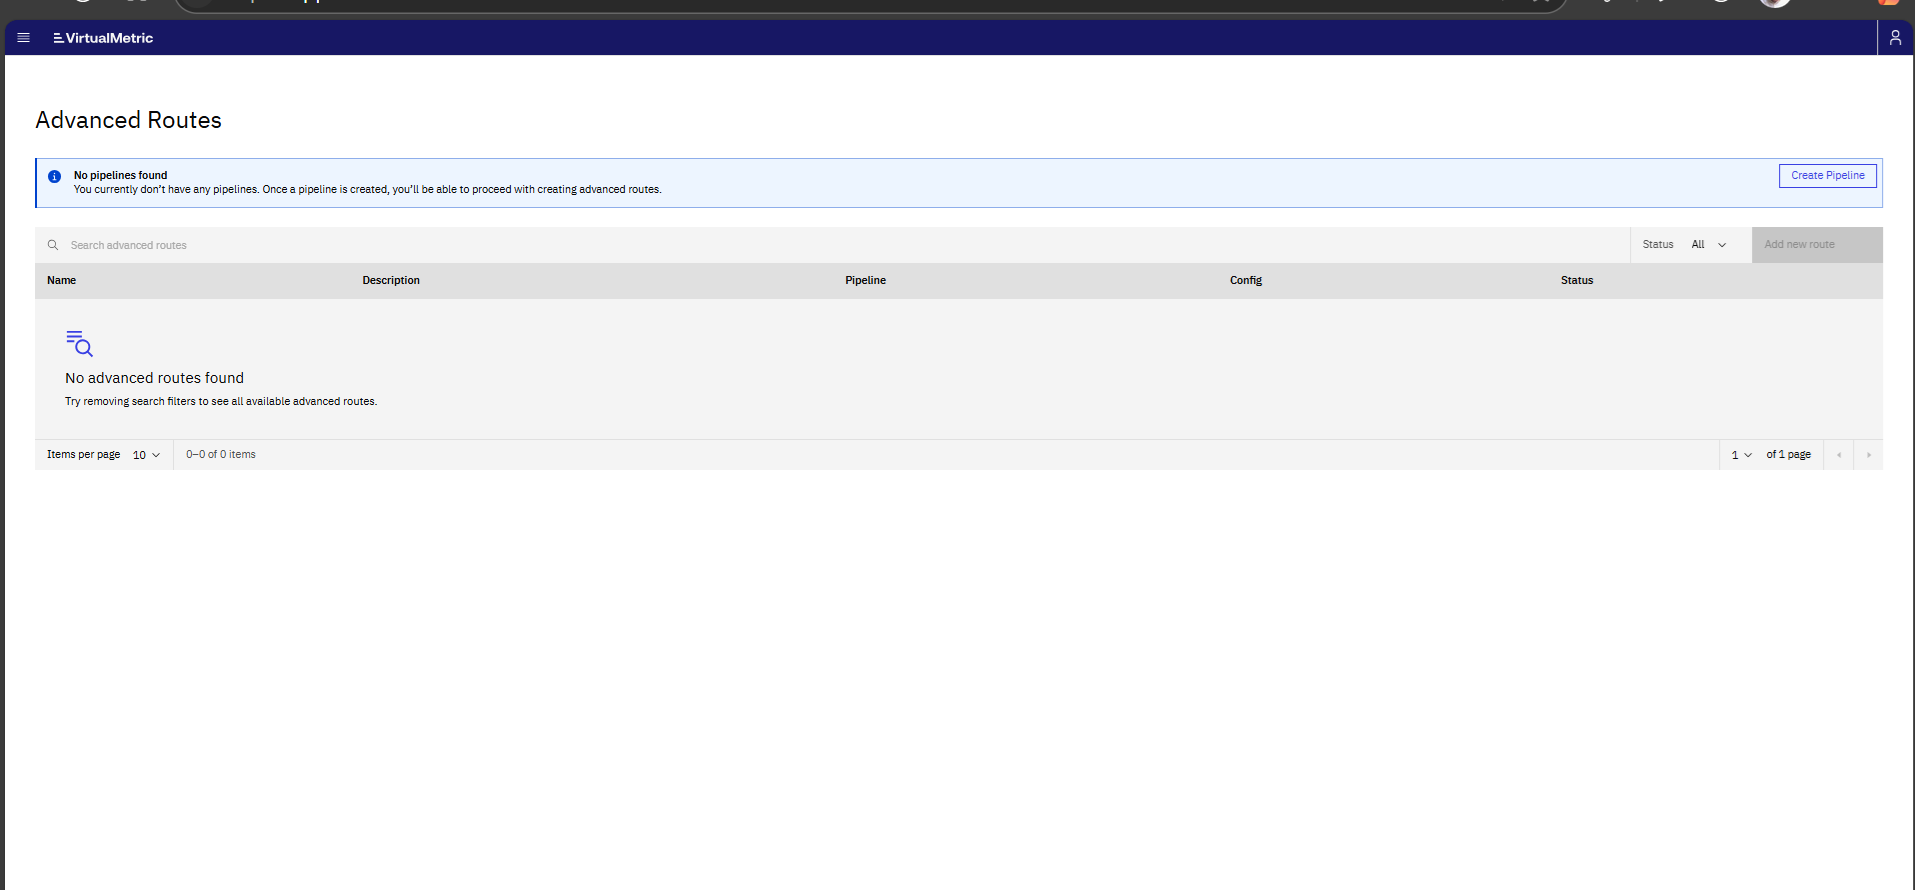 VirtualMetric
Advanced Routes
No pipelines found
You currently don't have any pipelines. Once a pipeline is created, you'll be able to proceed with creating advanced routes.
Create Pipeline
Search advanced routes
Status All
Add new route
Name Description Pipeline Config Status
No advanced routes found
Try removing search filters to see all available advanced routes.
Items per page 10 0–0 of 0 items 1 of 1 page